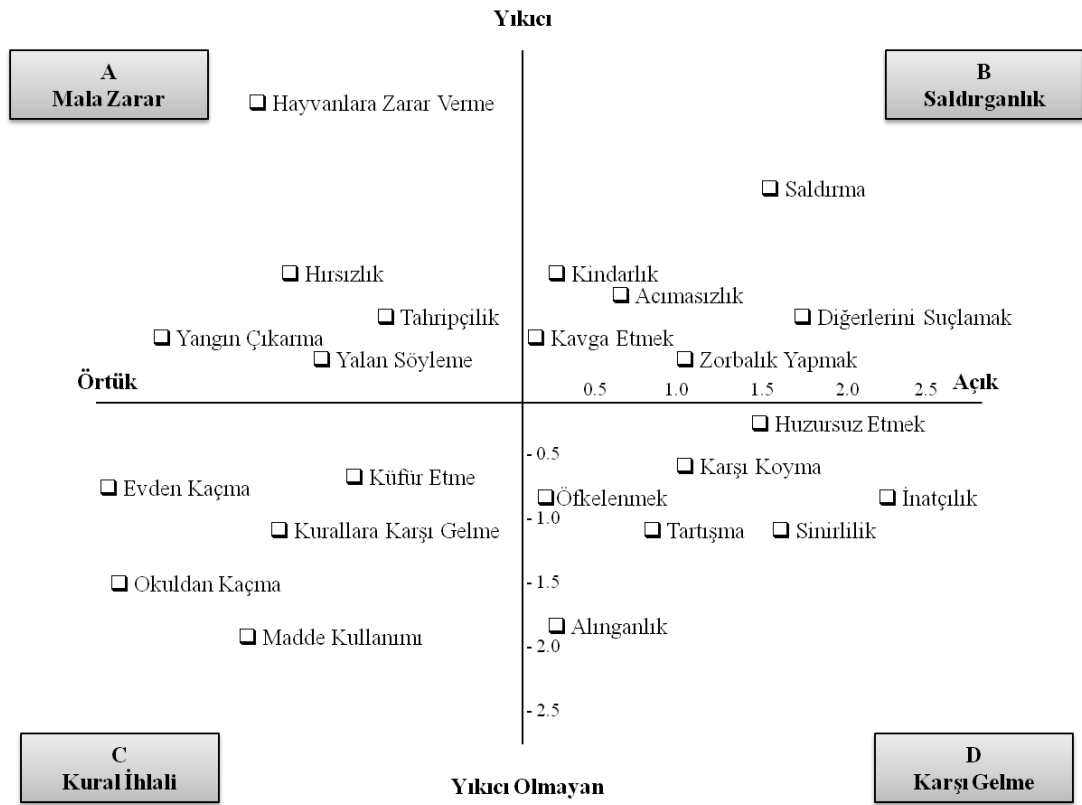 Yıkıcı
A
Mala Zarar
B
Saldırganlık
Hayvanlara Zarar Verme
Saldırma
Hırsızlık
Kindarlık
Acımasızlık
Tahripçilik
Diğerlerini Suçlamak
Yangın Çıkarma
Kavga Etmek
Yalan Söyleme
Zorbalık Yapmak
Örtük
0.5 1.0 1.5 2.0 2.5
Açık
Huzursuz Etmek
- 0.5
Karşı Koyma
Küfür Etme
Evden Kaçma
Öfkelenmek
İnatçılık
- 1.0
Kurallara Karşı Gelme
Tartışma
Sinirlilik
Okuldan Kaçma
- 1.5
Alınganlık
Madde Kullanımı
- 2.0
- 2.5
C
Kural İhlali
D
Karşı Gelme
Yıkıcı Olmayan